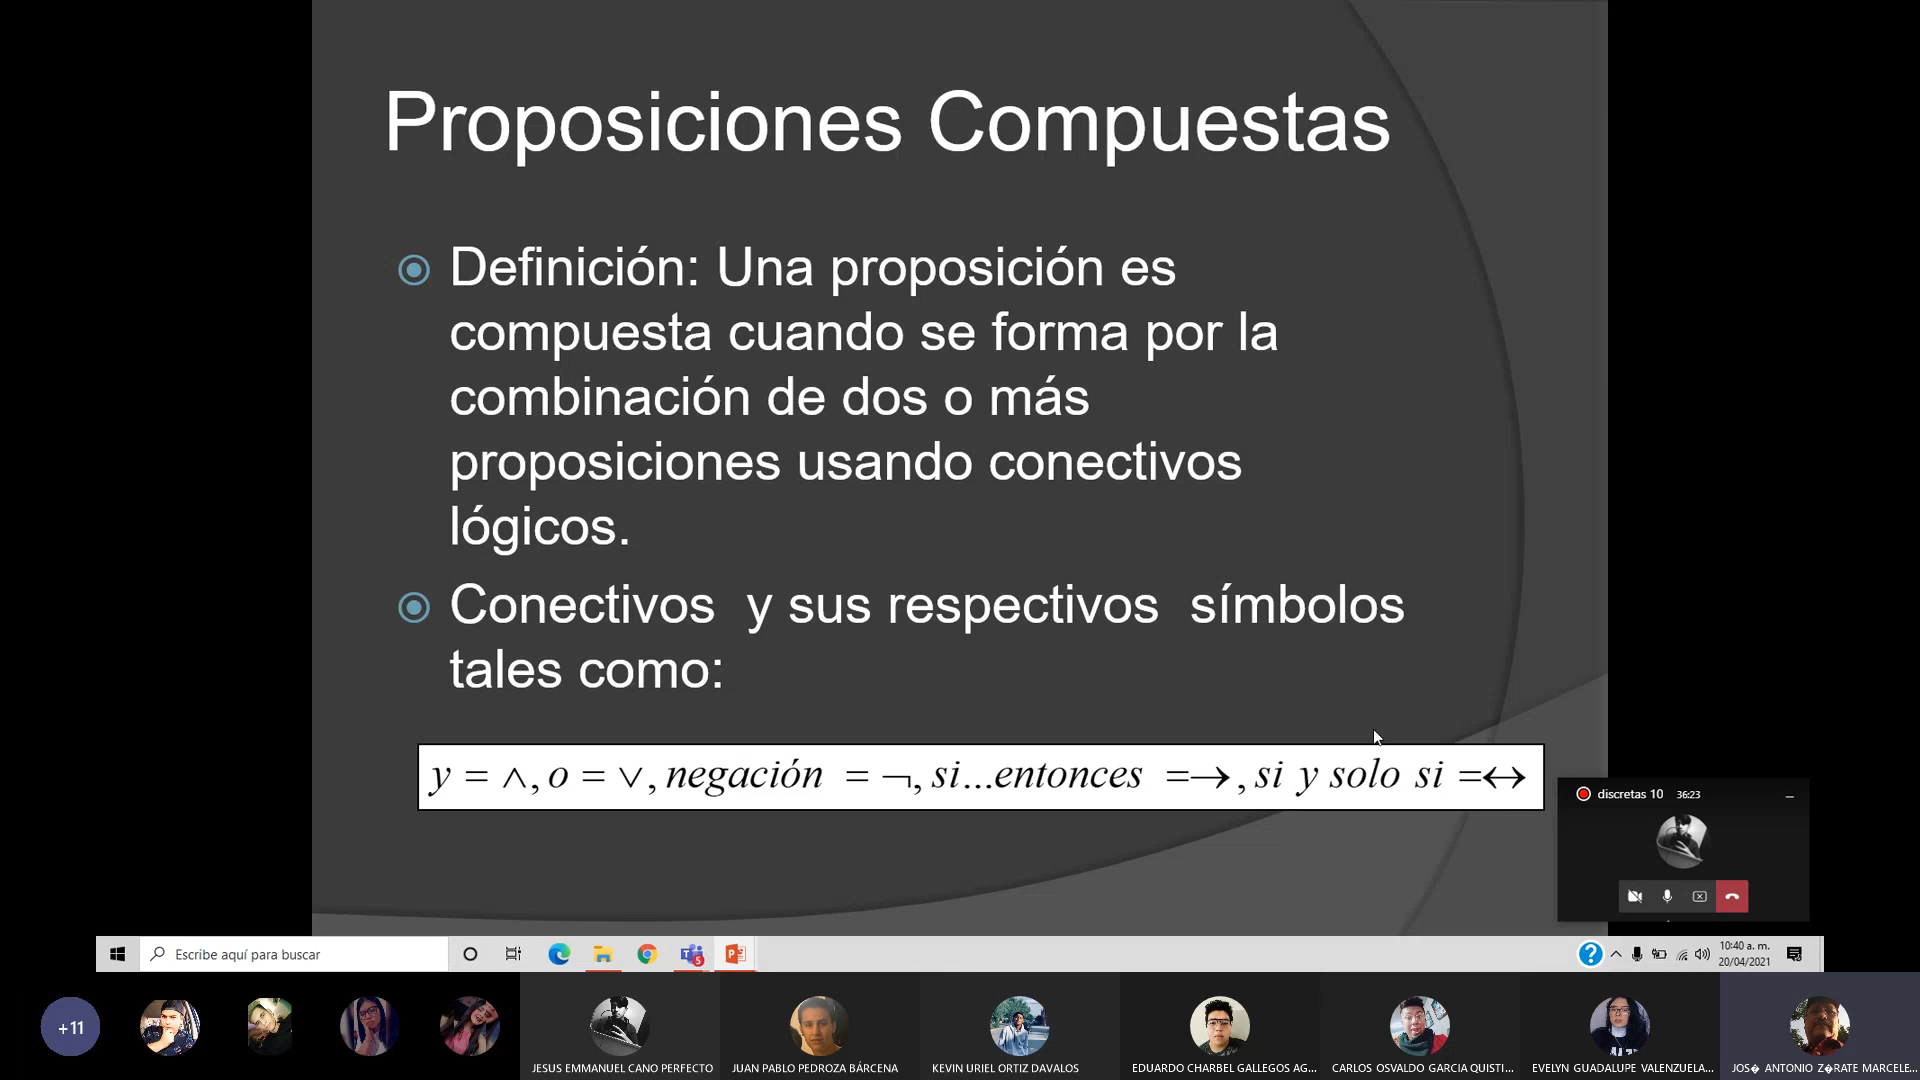 Proposiciones Compuestas
Definición: Una proposición es
compuesta cuando se forma por la
combinación de dos o más
proposiciones usando conectivos
lógicos.
Conectivos y sus respectivos símbolos
tales como:
y = ∧, o = ∨, negación = ¬, si...entonces =→, si y solo si =↔
discretas 10 36:23
Escribe aquí para buscar
10:40 a. m.
20/04/2021
+11
JESUS EMMANUEL CANO PERFECTO
JUAN PABLO PEDROZA BÁRCENA
KEVIN URIEL ORTIZ DAVALOS
EDUARDO CHARBEL GALLEGOS AG...
CARLOS OSVALDO GARCIA QUISTI...
EVELYN GUADALUPE VALENZUELA...
JOS� ANTONIO Z�RATE MARCELE...